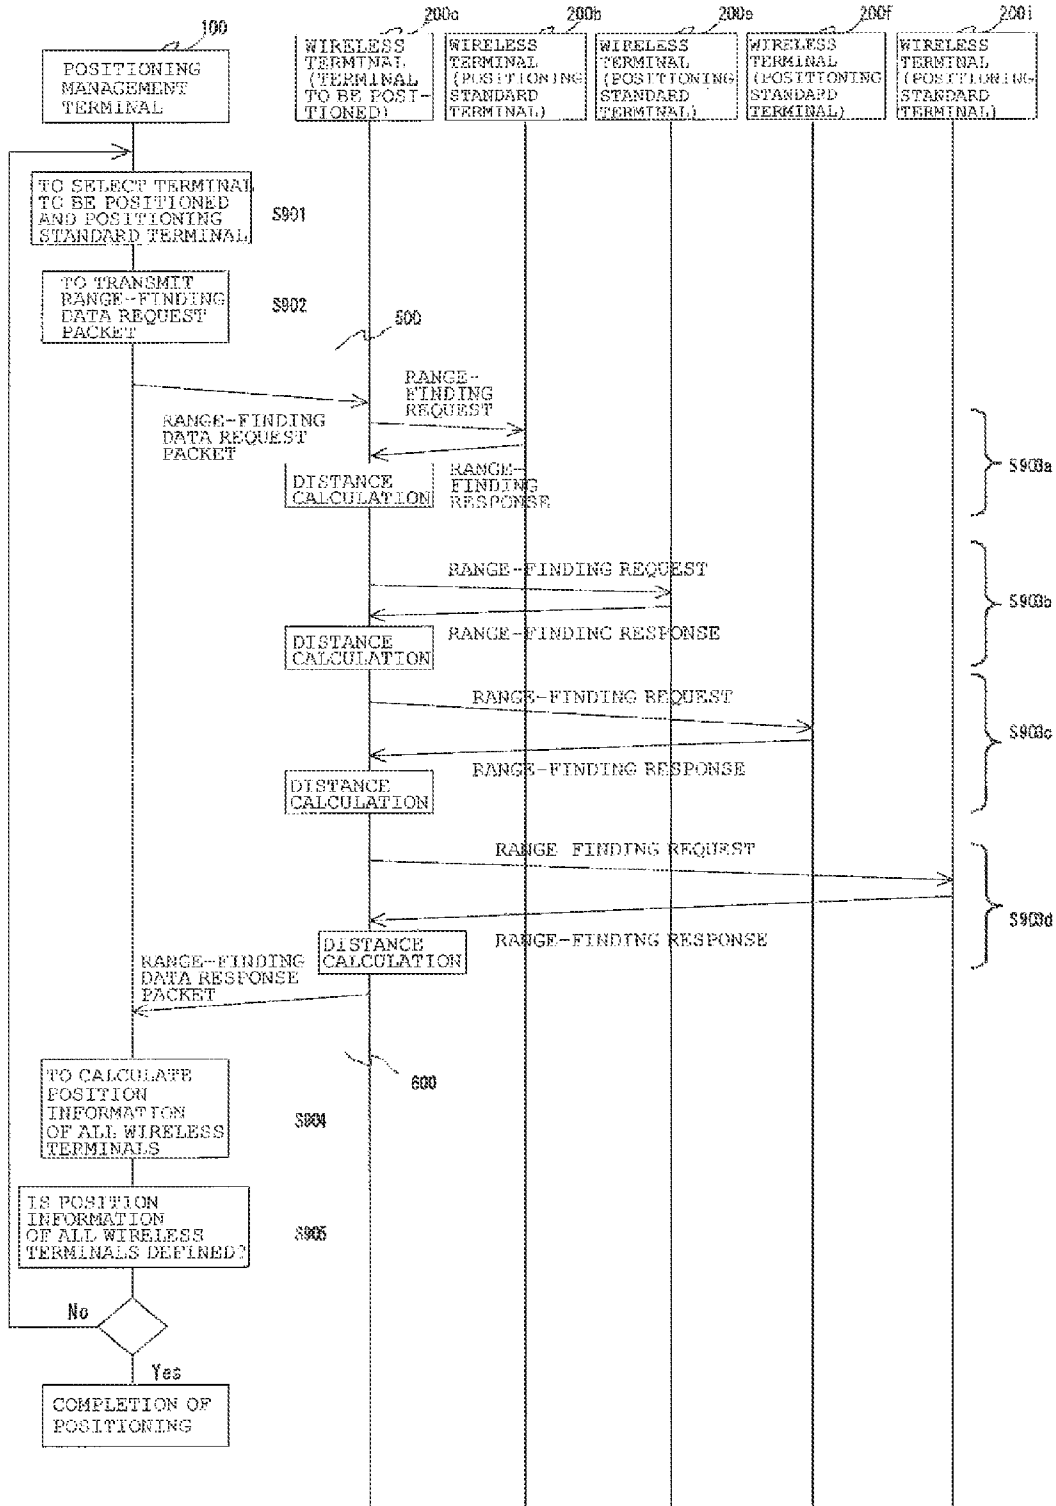 100
200a
200b
200e
200f
200i
POSITIONING
MANAGEMENT
TERMINAL
WIRELESS
TERMINAL
(TERMINAL
TO BE POSI-
TIONED)
WIRELESS
TERMINAL
(POSITIONING
STANDARD
TERMINAL)
WIRELESS
TERMINAL
(POSITIONING
STANDARD
TERMINAL)
WIRELESS
TERMINAL
(POSITIONING
STANDARD
TERMINAL)
WIRELESS
TERMINAL
(POSITIONING
STANDARD
TERMINAL)
TO SELECT TERMINAL
TO BE POSITIONED
AND POSITIONING
STANDARD TERMINAL
S901
TO TRANSMIT
RANGE-FINDING
DATA REQUEST
PACKET
S902
RANGE-FINDING
DATA REQUEST
PACKET
RANGE-
FINDING
REQUEST
RANGE-
FINDING
RESPONSE
DISTANCE
CALCULATION
S903a
RANGE-FINDING REQUEST
RANGE-FINDING RESPONSE
DISTANCE
CALCULATION
S903b
RANGE-FINDING REQUEST
RANGE-FINDING RESPONSE
DISTANCE
CALCULATION
S903c
RANGE FINDING REQUEST
RANGE-FINDING RESPONSE
DISTANCE
CALCULATION
S903d
RANGE-FINDING
DATA RESPONSE
PACKET
600
TO CALCULATE
POSITION
INFORMATION
OF ALL WIRELESS
TERMINALS
S904
IS POSITION
INFORMATION
OF ALL WIRELESS
TERMINALS DEFINED?
S905
No
Yes
COMPLETION OF
POSITIONING